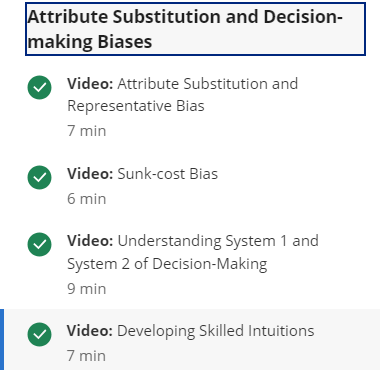 Attribute Substitution and Decision-
making Biases
Video: Attribute Substitution and
Representative Bias
7 min
Video: Sunk-cost Bias
6 min
Video: Understanding System 1 and
System 2 of Decision-Making
9 min
Video: Developing Skilled Intuitions
7 min